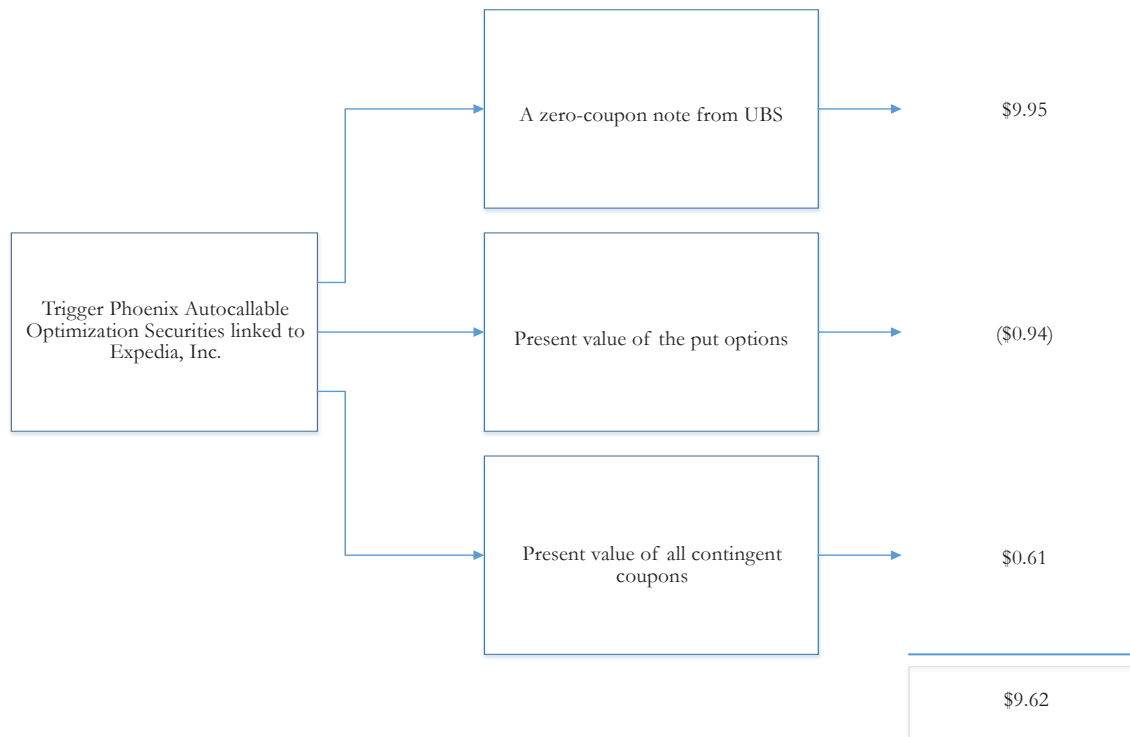 A zero-coupon note from UBS
$9.95
Trigger Phoenix Autocallable
Optimization Securities linked to
Expedia, Inc.
Present value of the put options
($0.94)
Present value of all contingent
coupons
$0.61
$9.62